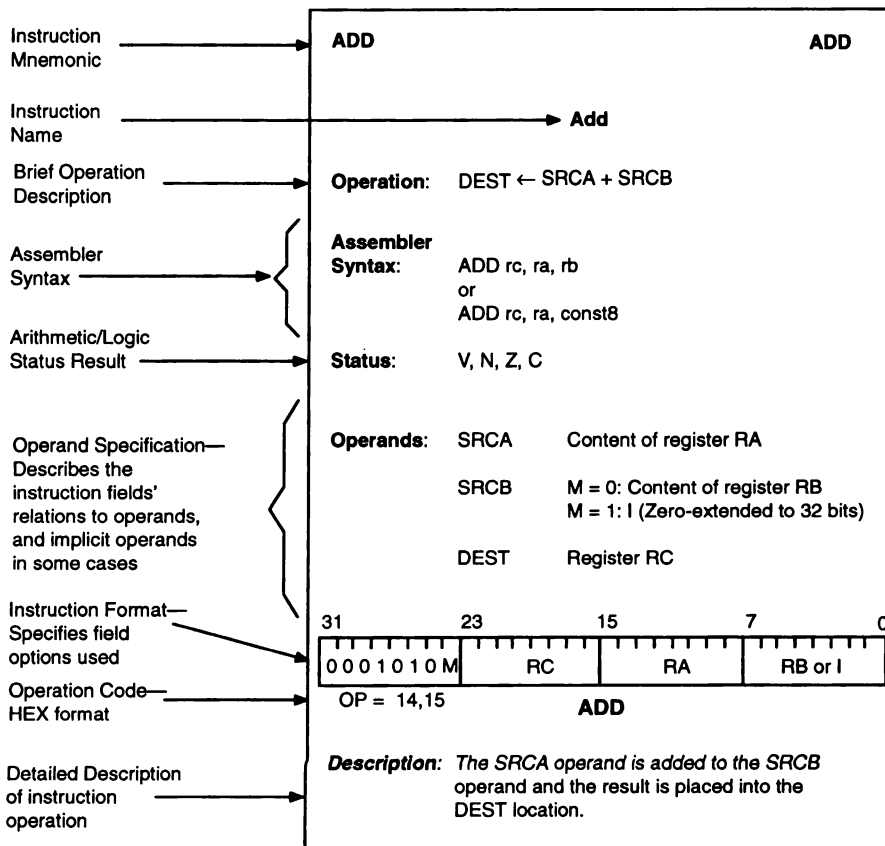 Instruction
Mnemonic
ADD
ADD
Instruction
Name
Add
Brief Operation
Description
Operation: DEST ← SRCA + SRCB
Assembler
Syntax
Assembler
Syntax: ADD rc, ra, rb
or
ADD rc, ra, const8
Arithmetic/Logic
Status Result
Status: V, N, Z, C
Operand Specification—
Describes the
instruction fields'
relations to operands,
and implicit operands
in some cases
Operands: SRCA Content of register RA
SRCB M = 0: Content of register RB
M = 1: I (Zero-extended to 32 bits)
DEST Register RC
Instruction Format—
Specifies field
options used
31 23 15 7 0
0 0 0 1 0 1 0 M RC RA RB or I
Operation Code—
HEX format
OP = 14,15
ADD
Detailed Description
of instruction
operation
Description: The SRCA operand is added to the SRCB
operand and the result is placed into the
DEST location.